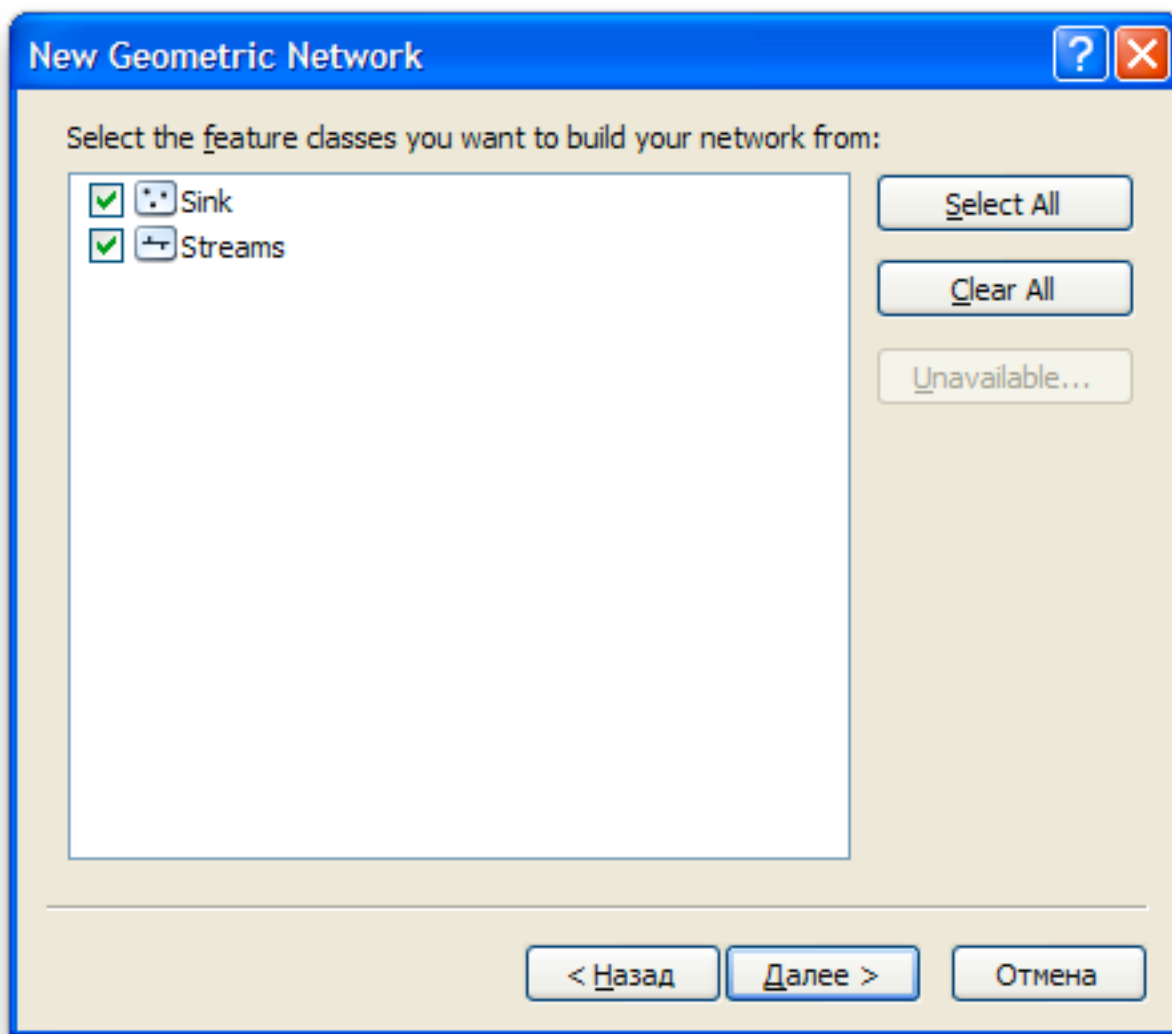 New Geometric Network
Select the feature classes you want to build your network from:
Sink
Streams
Select All
Clear All
Unavailable...
< Назад
Далее >
Отмена